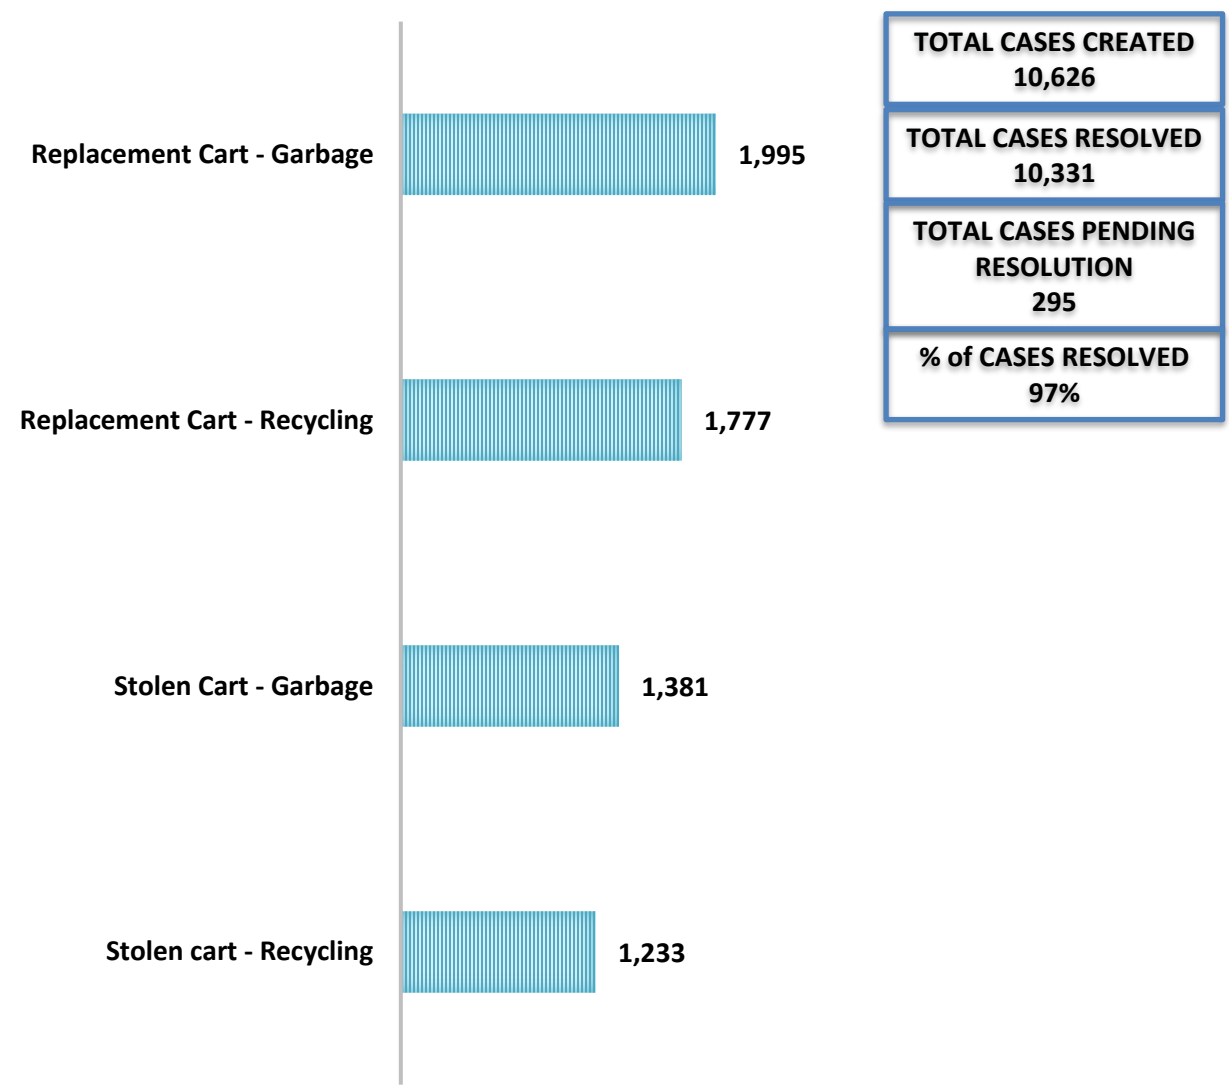 Replacement Cart - Garbage
1,995
Replacement Cart - Recycling
1,777
Stolen Cart - Garbage
1,381
Stolen cart - Recycling
1,233
TOTAL CASES CREATED
10,626
TOTAL CASES RESOLVED
10,331
TOTAL CASES PENDING
RESOLUTION
295
% of CASES RESOLVED
97%